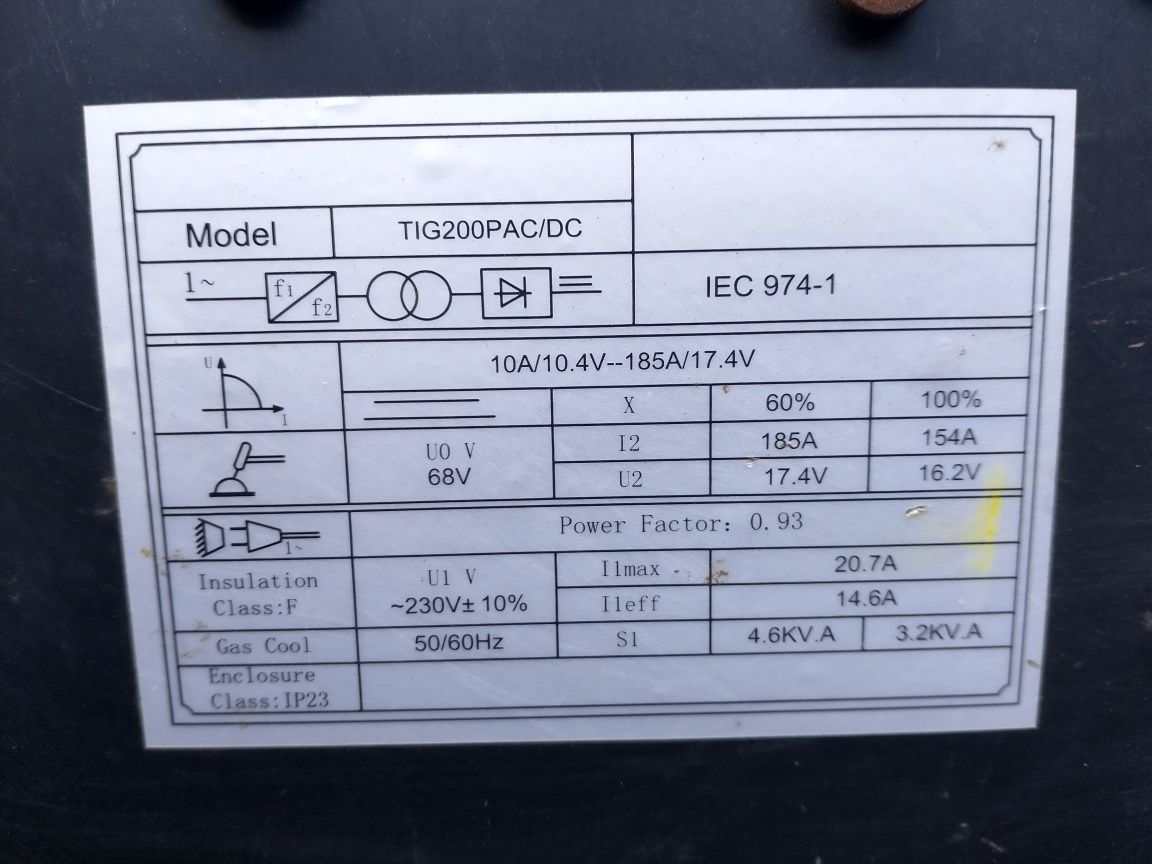 Model TIG200PAC/DC
1~ f1 f2 IEC 974-1
U I 10A/10.4V--185A/17.4V
X 60% 100%
U0 V I2 185A 154A
68V U2 17.4V 16.2V
1~ Power Factor: 0.93
Insulation Class:F U1 V I1max 20.7A
~230V±10% I1eff 14.6A
Gas Cool 50/60Hz S1 4.6KV.A 3.2KV.A
Enclosure
Class:IP23